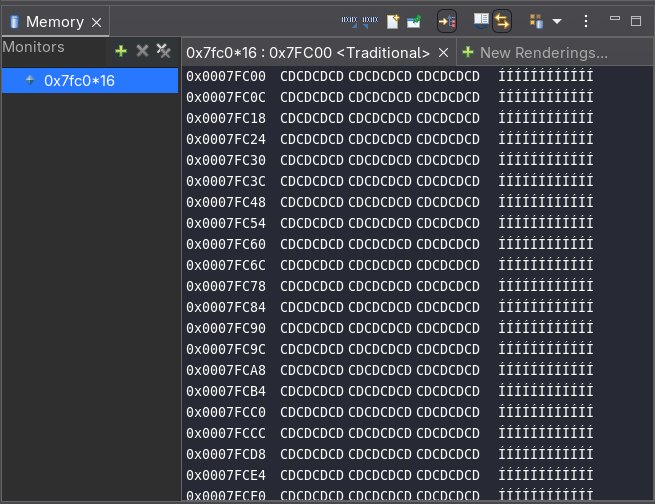 Memory
Monitors
0x7fc0*16
0x7fc0*16 : 0x7FC00 <Traditional>
New Renderings...
0x0007FC00 CDCDCDCD CDCDCDCD CDCDCDCD ÍÍÍÍÍÍÍÍÍÍÍÍ
0x0007FC0C CDCDCDCD CDCDCDCD CDCDCDCD ÍÍÍÍÍÍÍÍÍÍÍÍ
0x0007FC18 CDCDCDCD CDCDCDCD CDCDCDCD ÍÍÍÍÍÍÍÍÍÍÍÍ
0x0007FC24 CDCDCDCD CDCDCDCD CDCDCDCD ÍÍÍÍÍÍÍÍÍÍÍÍ
0x0007FC30 CDCDCDCD CDCDCDCD CDCDCDCD ÍÍÍÍÍÍÍÍÍÍÍÍ
0x0007FC3C CDCDCDCD CDCDCDCD CDCDCDCD ÍÍÍÍÍÍÍÍÍÍÍÍ
0x0007FC48 CDCDCDCD CDCDCDCD CDCDCDCD ÍÍÍÍÍÍÍÍÍÍÍÍ
0x0007FC54 CDCDCDCD CDCDCDCD CDCDCDCD ÍÍÍÍÍÍÍÍÍÍÍÍ
0x0007FC60 CDCDCDCD CDCDCDCD CDCDCDCD ÍÍÍÍÍÍÍÍÍÍÍÍ
0x0007FC6C CDCDCDCD CDCDCDCD CDCDCDCD ÍÍÍÍÍÍÍÍÍÍÍÍ
0x0007FC78 CDCDCDCD CDCDCDCD CDCDCDCD ÍÍÍÍÍÍÍÍÍÍÍÍ
0x0007FC84 CDCDCDCD CDCDCDCD CDCDCDCD ÍÍÍÍÍÍÍÍÍÍÍÍ
0x0007FC90 CDCDCDCD CDCDCDCD CDCDCDCD ÍÍÍÍÍÍÍÍÍÍÍÍ
0x0007FC9C CDCDCDCD CDCDCDCD CDCDCDCD ÍÍÍÍÍÍÍÍÍÍÍÍ
0x0007FCA8 CDCDCDCD CDCDCDCD CDCDCDCD ÍÍÍÍÍÍÍÍÍÍÍÍ
0x0007FCB4 CDCDCDCD CDCDCDCD CDCDCDCD ÍÍÍÍÍÍÍÍÍÍÍÍ
0x0007FCC0 CDCDCDCD CDCDCDCD CDCDCDCD ÍÍÍÍÍÍÍÍÍÍÍÍ
0x0007FCCC CDCDCDCD CDCDCDCD CDCDCDCD ÍÍÍÍÍÍÍÍÍÍÍÍ
0x0007FCD8 CDCDCDCD CDCDCDCD CDCDCDCD ÍÍÍÍÍÍÍÍÍÍÍÍ
0x0007FCE4 CDCDCDCD CDCDCDCD CDCDCDCD ÍÍÍÍÍÍÍÍÍÍÍÍ
0x0007FCF0 CDCDCDCD CDCDCDCD CDCDCDCD ÍÍÍÍÍÍÍÍÍÍÍÍ